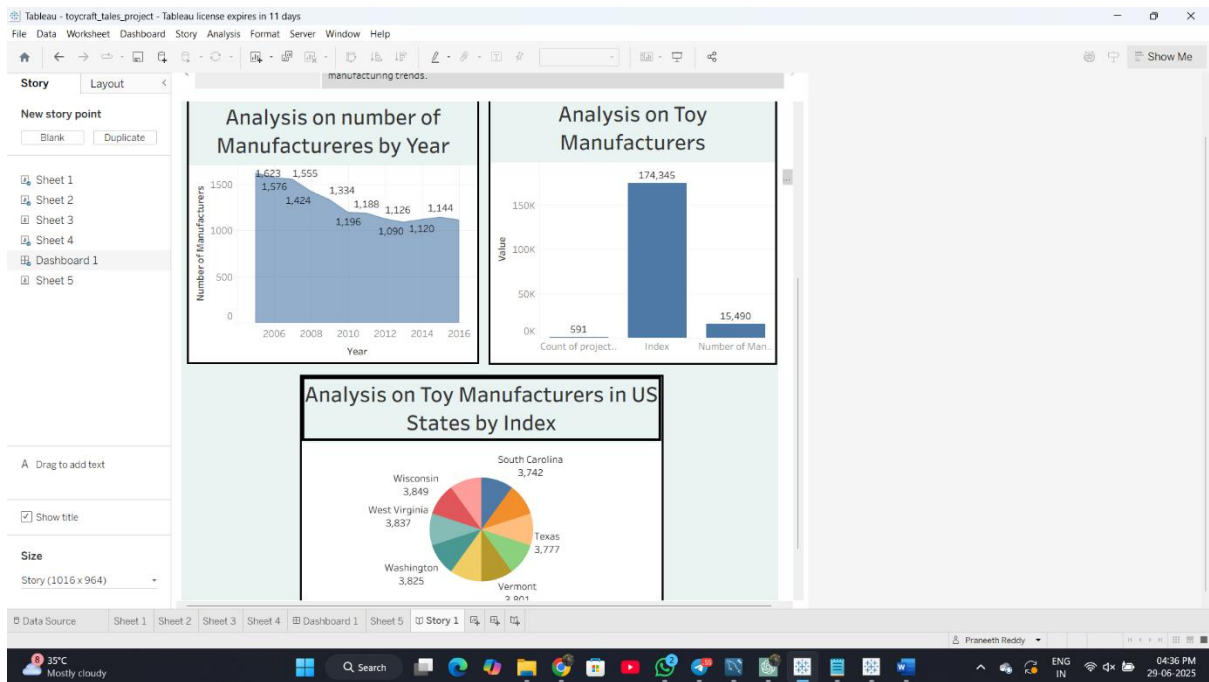 Tableau - toycraft_tales_project - Tableau license expires in 11 days
File Data Worksheet Dashboard Story Analysis Format Server Window Help
Show Me
Story Layout
New story point
Blank Duplicate
Sheet 1
Sheet 2
Sheet 3
Sheet 4
Dashboard 1
Sheet 5
A Drag to add text
Show title
Size
Story (1016 x 964)
manufacturing trends.
Analysis on number of
Manufactureres by Year
Number of Manufacturers
1500
1000
500
0
1,623 1,555
1,576
1,424
1,334
1,188 1,126 1,144
1,196
1,090 1,120
2006 2008 2010 2012 2014 2016
Year
Analysis on Toy
Manufacturers
Value
150K
100K
50K
0K
174,345
15,490
591
Count of project.. Index Number of Man..
Analysis on Toy Manufacturers in US
States by Index
South Carolina
3,742
Wisconsin
3,849
West Virginia
3,837
Texas
3,777
Washington
3,825
Vermont
3,801
Data Source Sheet 1 Sheet 2 Sheet 3 Sheet 4 Dashboard 1 Sheet 5 Story 1
Praneeth Reddy
8
35°C
Mostly cloudy
Search
ENG
IN
04:36 PM
29-06-2025